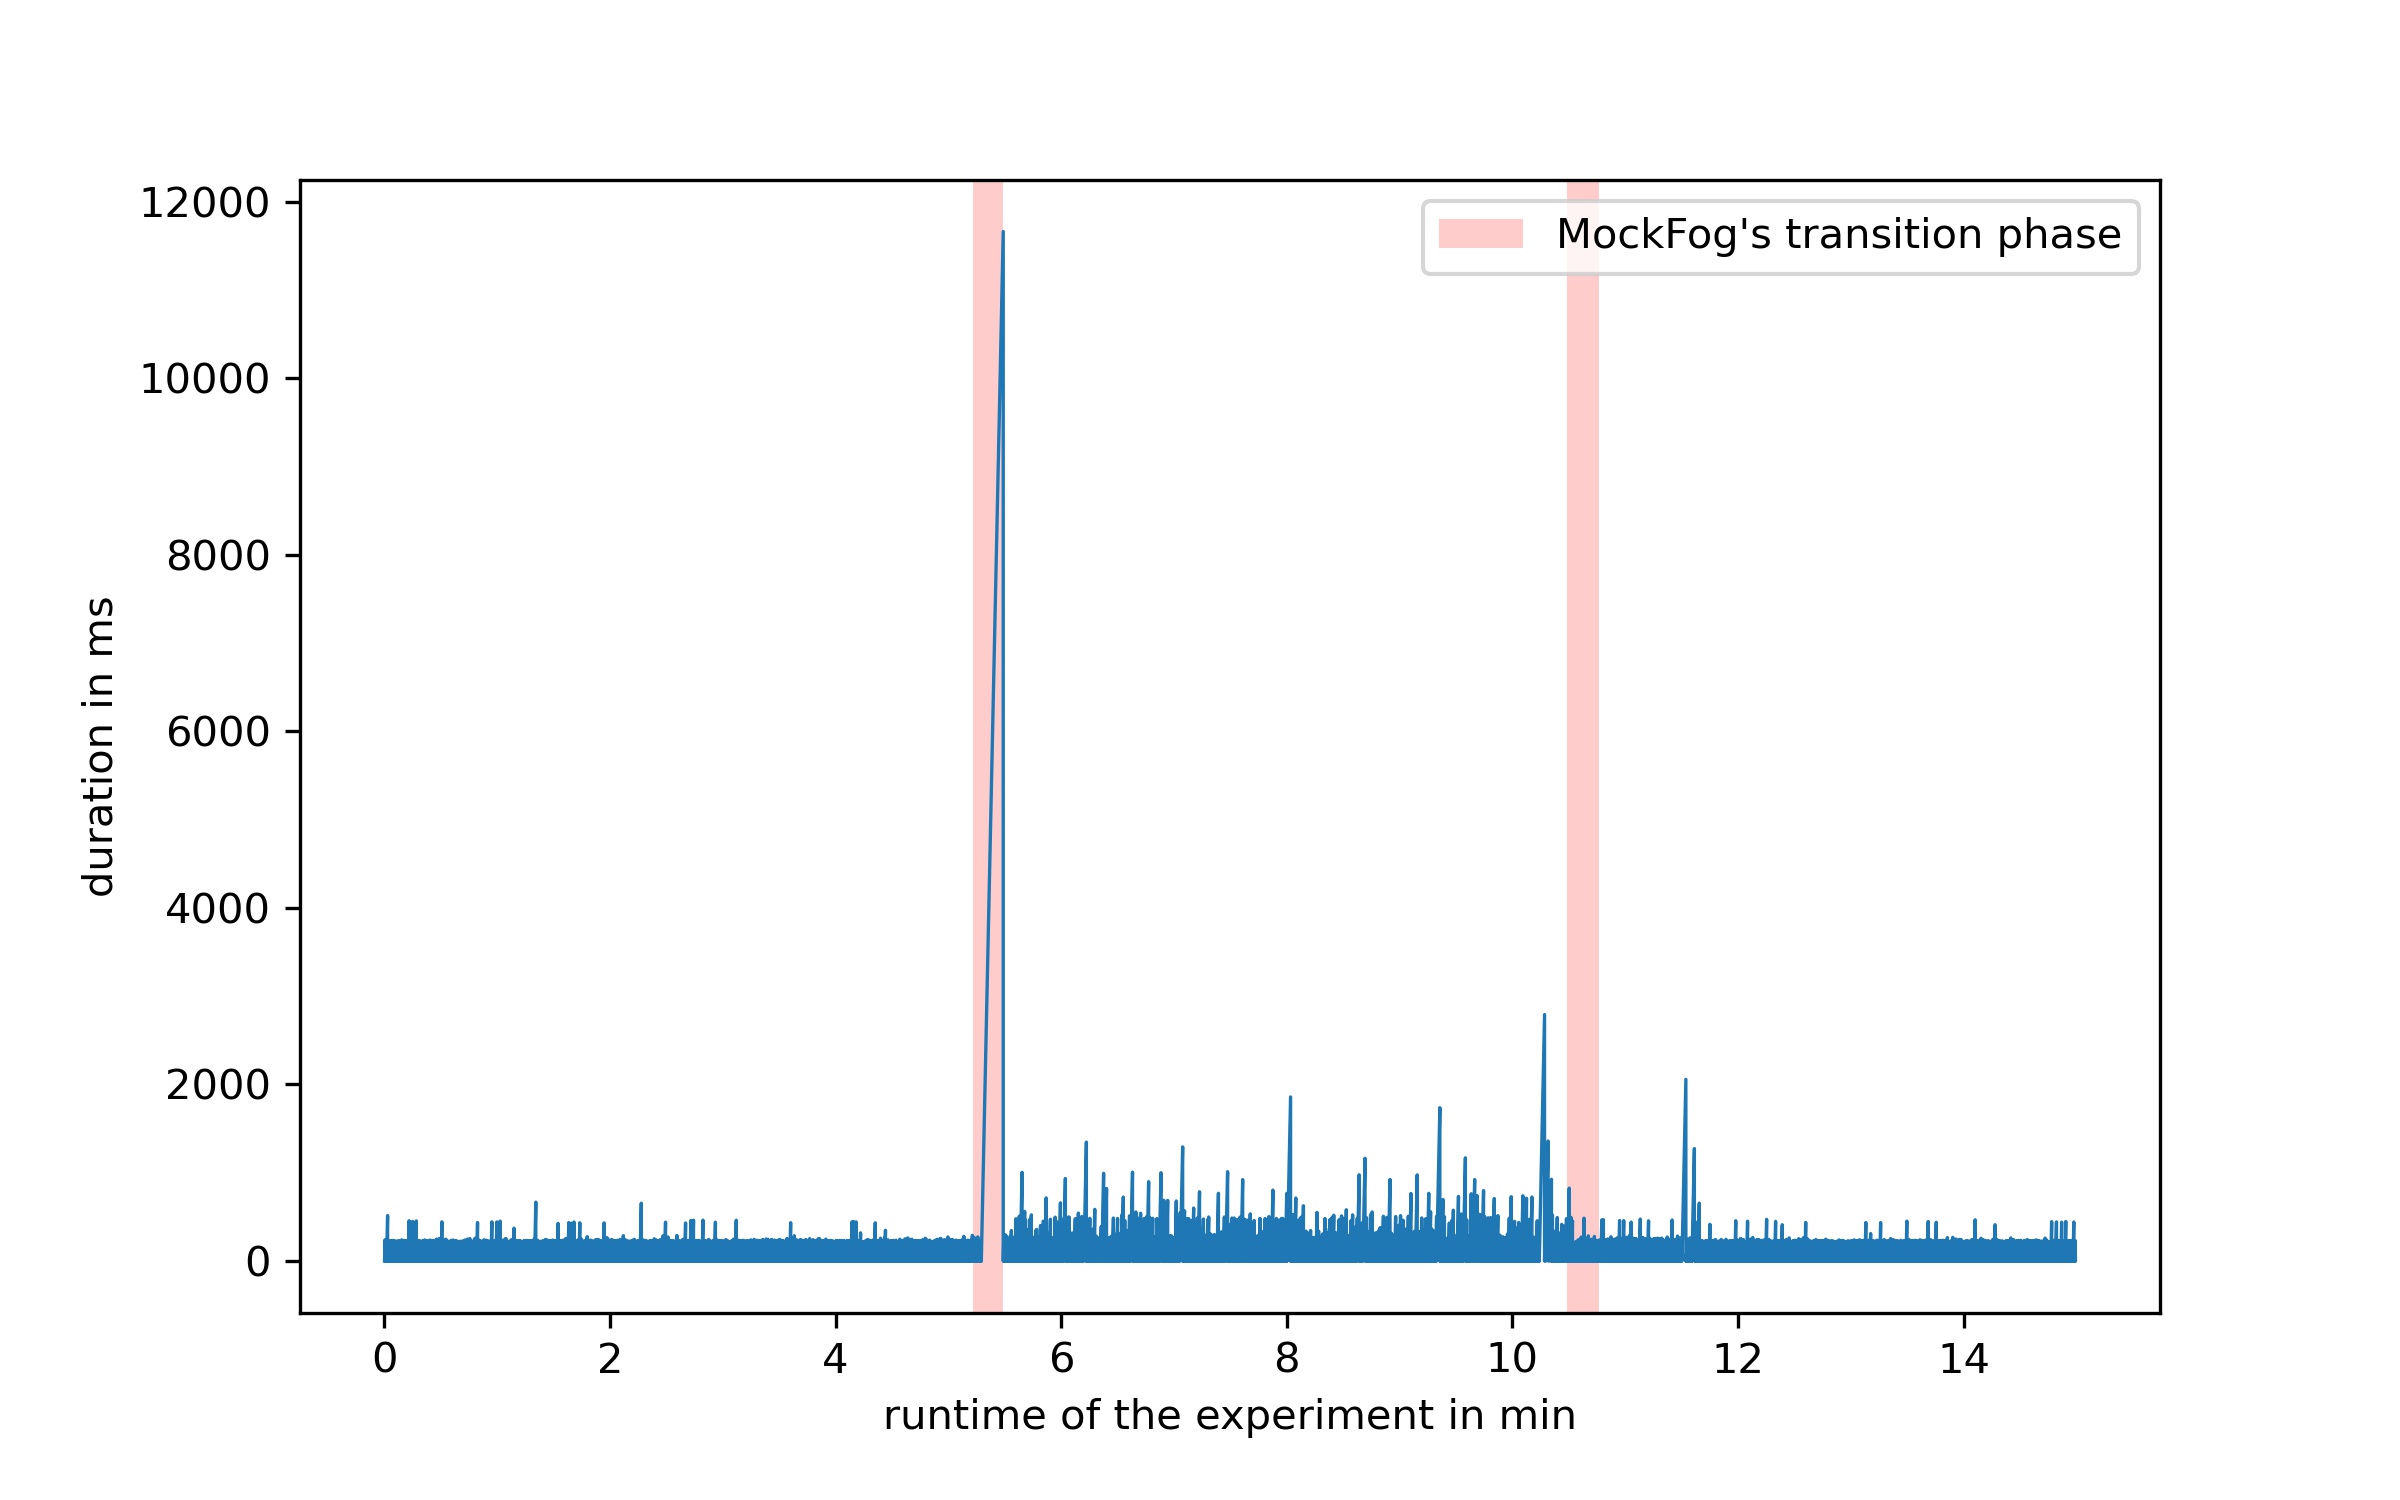 MockFog's transition phase
12000
10000
8000
6000
4000
2000
0
duration in ms
0 2 4 6 8 10 12 14
runtime of the experiment in min